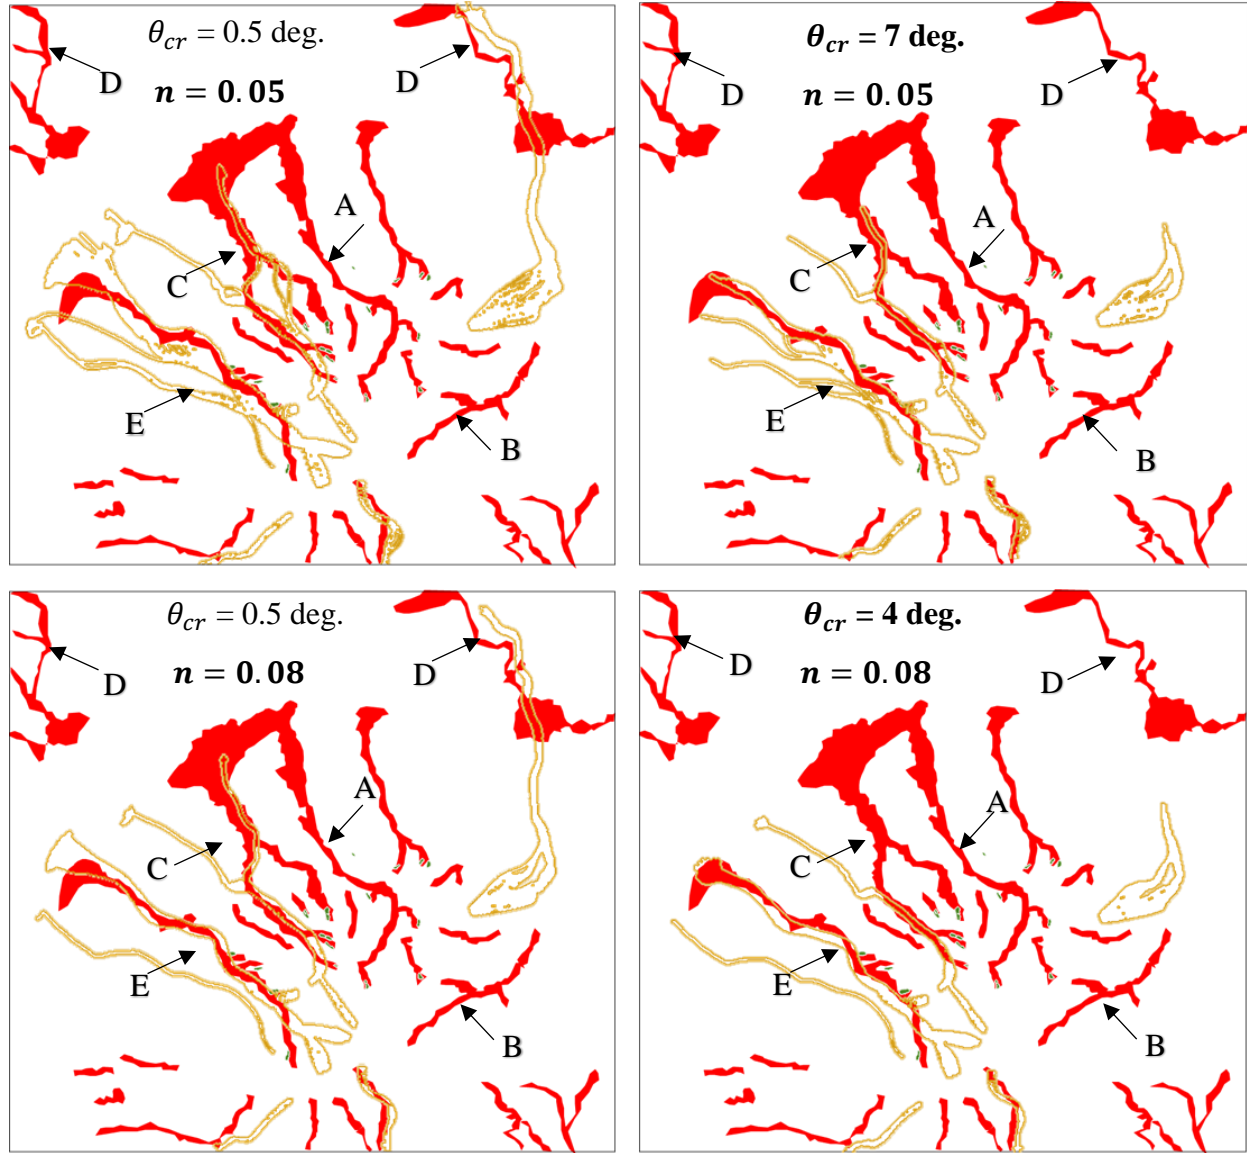 θcr = 0.5 deg.
n = 0.05
D
D
A
C
E
B
θcr = 7 deg.
n = 0.05
D
D
A
C
E
B
θcr = 0.5 deg.
n = 0.08
D
D
A
C
E
B
θcr = 4 deg.
n = 0.08
D
D
A
C
E
B